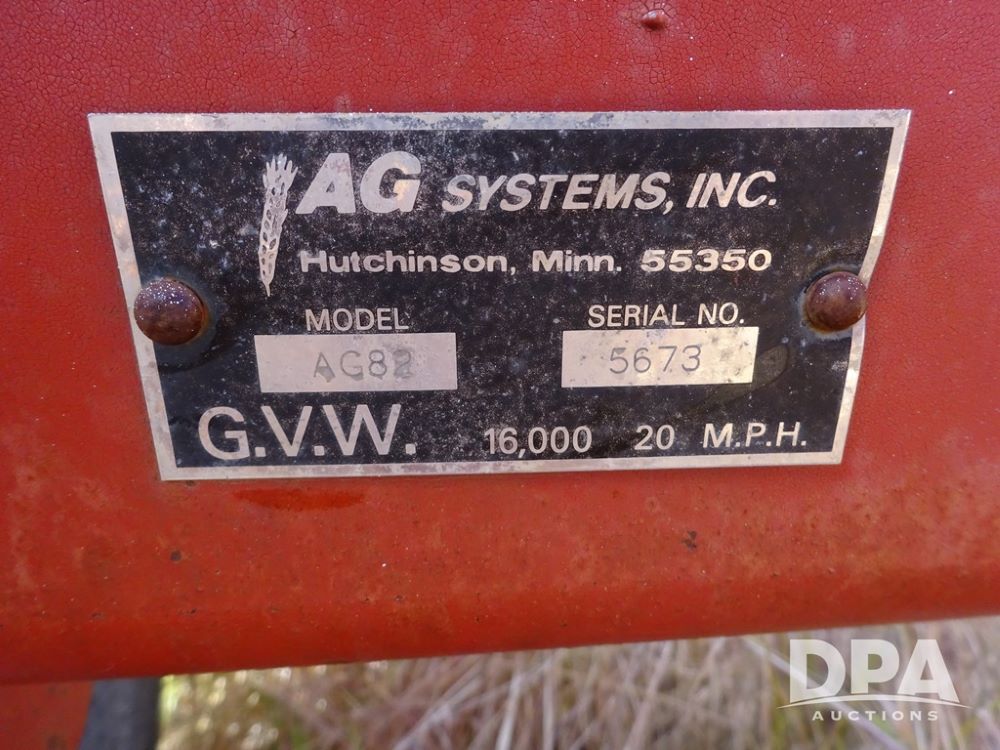 AG SYSTEMS, INC.
Hutchinson, Minn. 55350
MODEL SERIAL NO.
AG82 5673
G.V.W. 16,000 20 M.P.H.
DPA
AUCTIONS